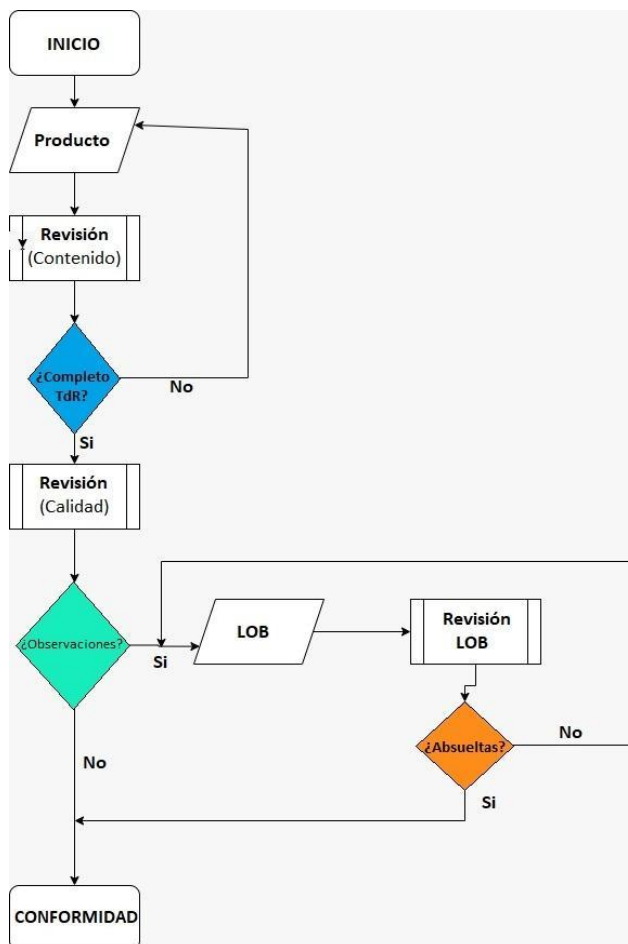 INICIO
Producto
Revisión
(Contenido)
¿Completo
TdR?
No
Si
Revisión
(Calidad)
¿Observaciones?
Si
LOB
Revisión
LOB
¿Absueltas?
No
No
Si
CONFORMIDAD